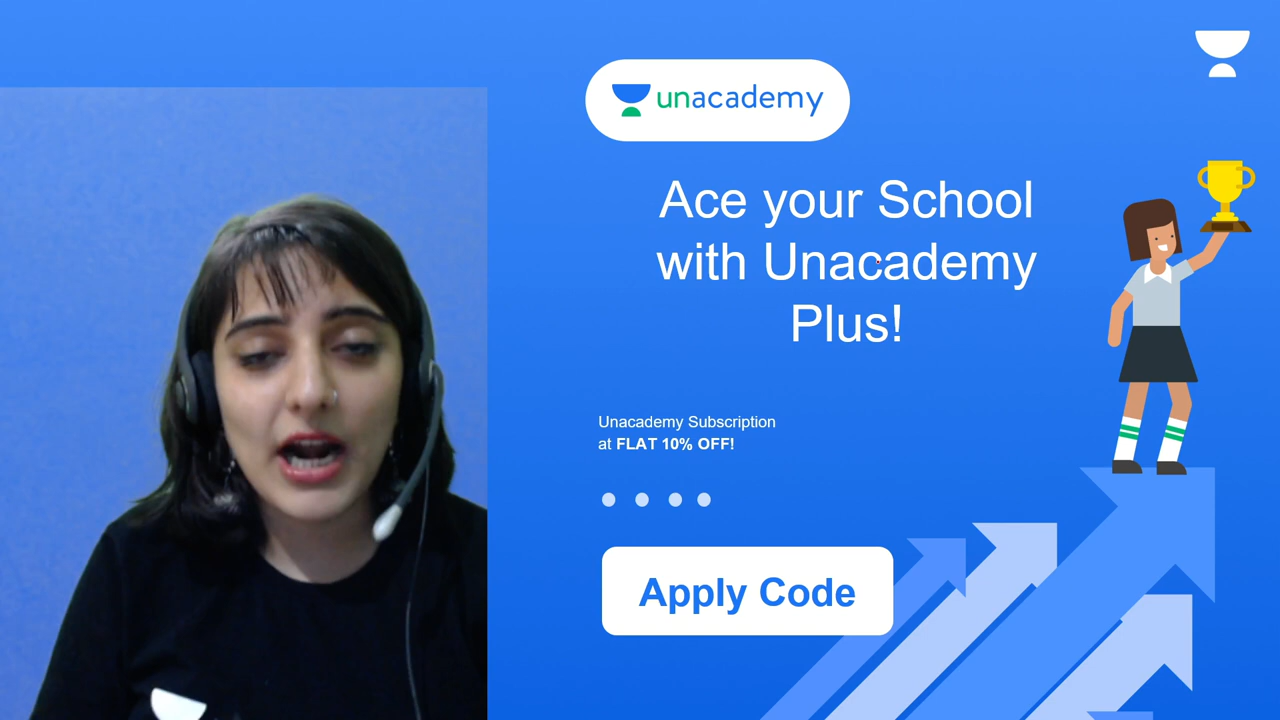 unacademy
Ace your School
with Unacademy
Plus!
Unacademy Subscription
at FLAT 10% OFF!
Apply Code